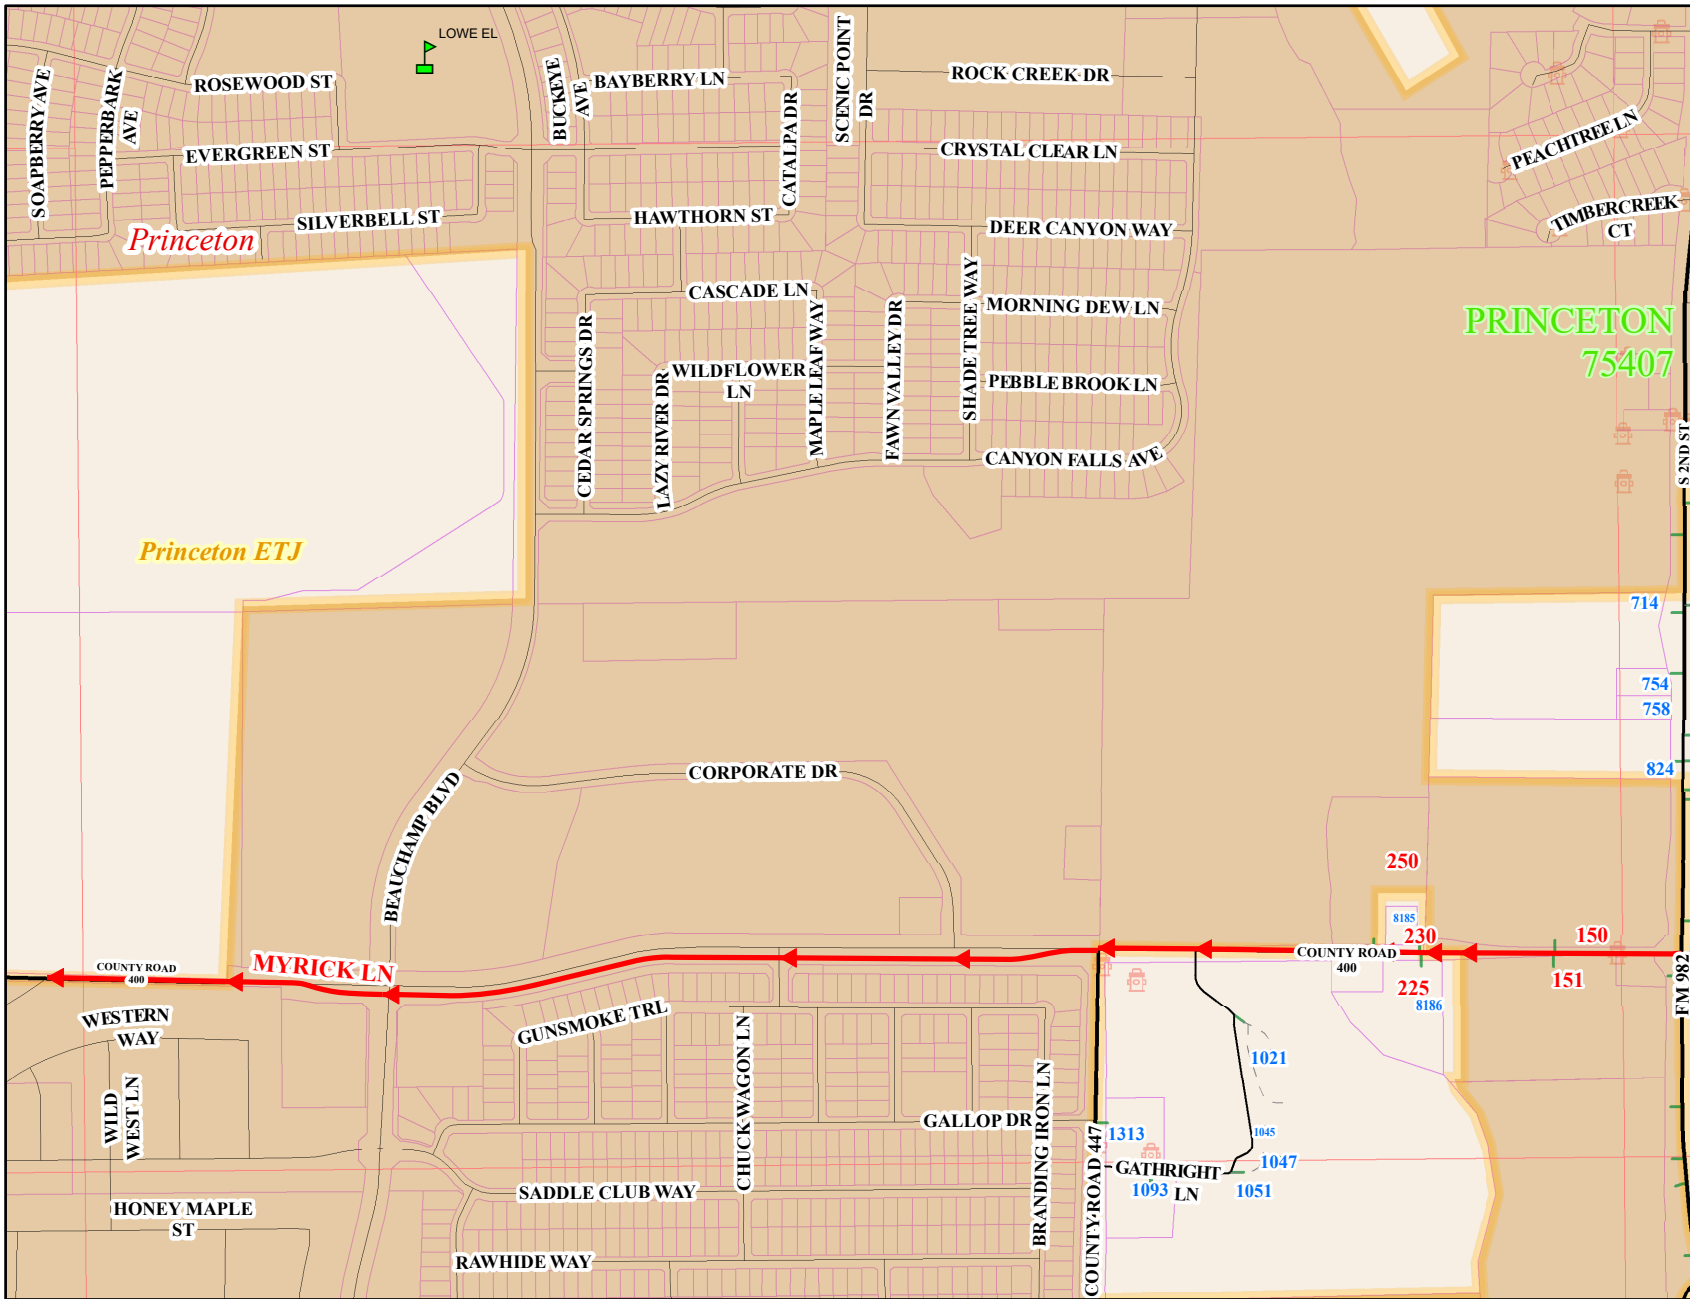 LOWE EL
SOAPBERRY AVE
PEPPERBARK
AVE
ROSEWOOD ST
EVERGREEN ST
SILVERBELL ST
Princeton
BUCKEYE
AVE
BAYBERRY LN
CATALPA DR
HAWTHORN ST
SCENIC POINT
DR
ROCK CREEK DR
CRYSTAL CLEAR LN
DEER CANYON WAY
PEACHTREE LN
TIMBERCREEK
CT
CASCADE LN
CEDAR SPRINGS DR
LAZY RIVER DR
WILDFLOWER
LN
MAPLE LEAF WAY
FAWN VALLEY DR
SHADE TREE WAY
MORNING DEW LN
PEBBLE BROOK LN
CANYON FALLS AVE
PRINCETON
75407
S 2ND ST
Princeton ETJ
714
754
758
824
CORPORATE DR
BEAUCHAMP BLVD
250
8185
230
150
COUNTY ROAD
400
MYRICK LN
COUNTY ROAD
400
225
151
8186
FM 982
WESTERN
WAY
GUNSMOKE TRL
WILD
WEST LN
CHUCK WAGON LN
BRANDING IRON LN
GALLOP DR
1021
1313
1045
1047
GATHRIGHT
LN
1093
1051
COUNTY ROAD 447
SADDLE CLUB WAY
HONEY MAPLE
ST
RAWHIDE WAY